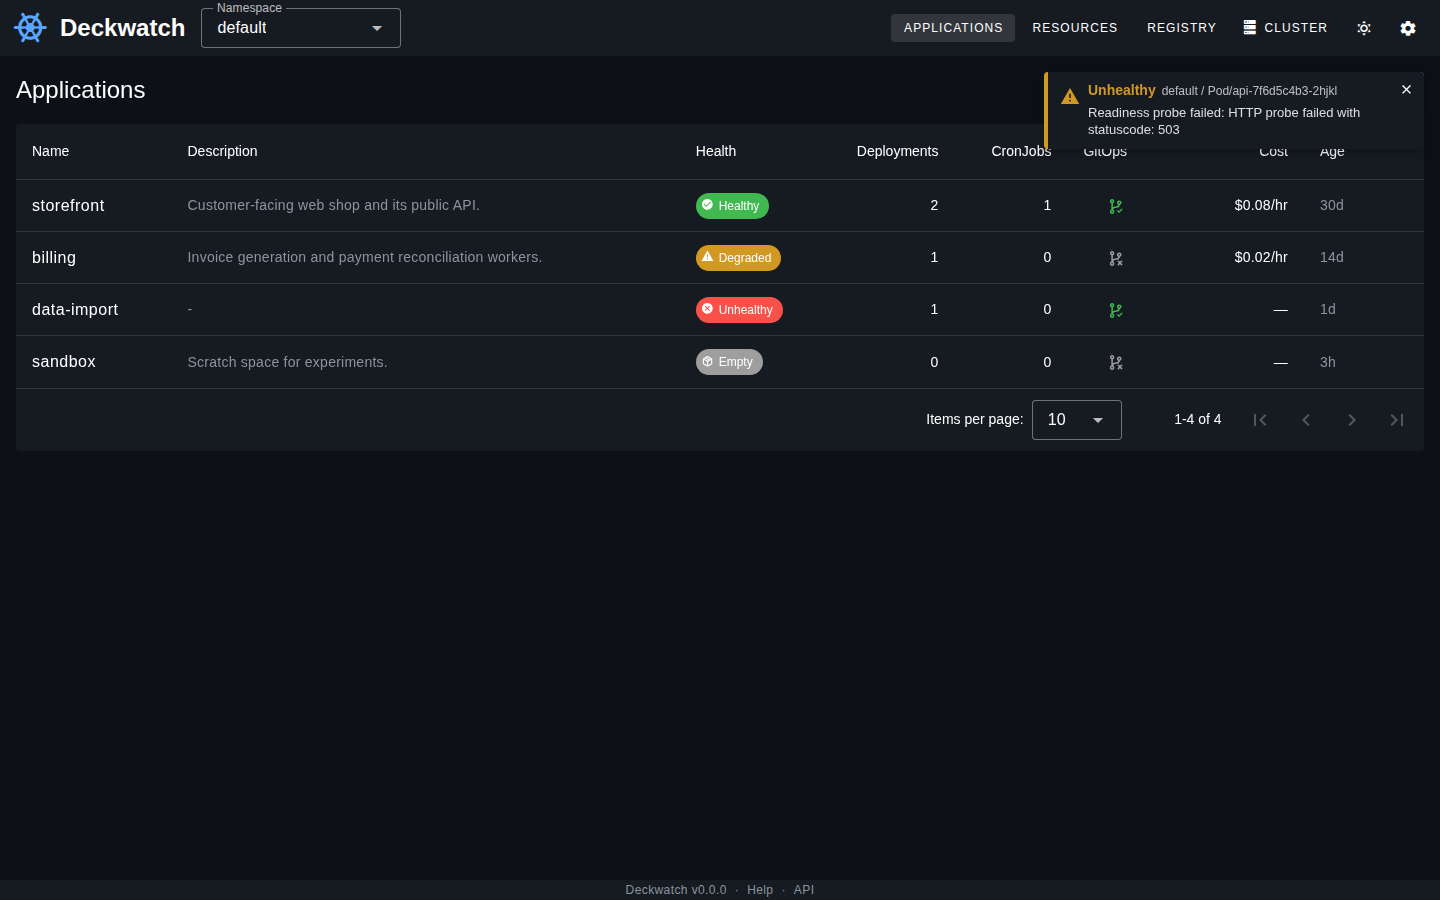 Deckwatch
Namespace
default
APPLICATIONS
RESOURCES
REGISTRY
CLUSTER
Applications
Unhealthy default / Pod/api-7f6d5c4b3-2hjkl
Readiness probe failed: HTTP probe failed with
statuscode: 503
Name Description Health Deployments CronJobs GitOps Cost Age
storefront Customer-facing web shop and its public API. Healthy 2 1 $0.08/hr 30d
billing Invoice generation and payment reconciliation workers. Degraded 1 0 $0.02/hr 14d
data-import - Unhealthy 1 0 — 1d
sandbox Scratch space for experiments. Empty 0 0 — 3h
Items per page: 10 1-4 of 4
Deckwatch v0.0.0 · Help · API